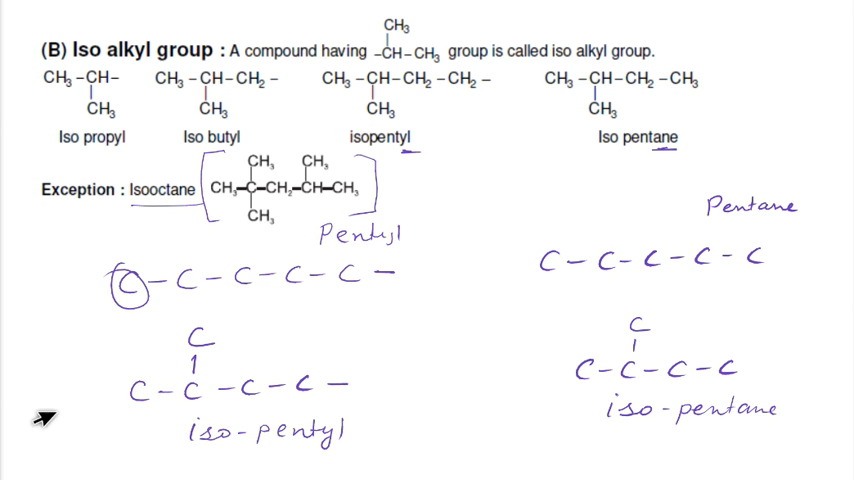 CH₃
(B) Iso alkyl group : A compound having –CH–CH₃ group is called iso alkyl group.
CH₃ –CH– CH₃ –CH–CH₂ – CH₃ –CH–CH₂ –CH₂ – CH₃ –CH–CH₂ –CH₃
CH₃ CH₃ CH₃ CH₃
Iso propyl Iso butyl isopentyl Iso pentane
CH₃ CH₃
Exception : Isooctane CH₃–C–CH₂–CH–CH₃
CH₃
Pentane
Pentyl
C – C – C – C – C
C – C – C – C – C –
C C
C – C – C – C
C – C – C – C –
iso-pentane
iso-pentyl